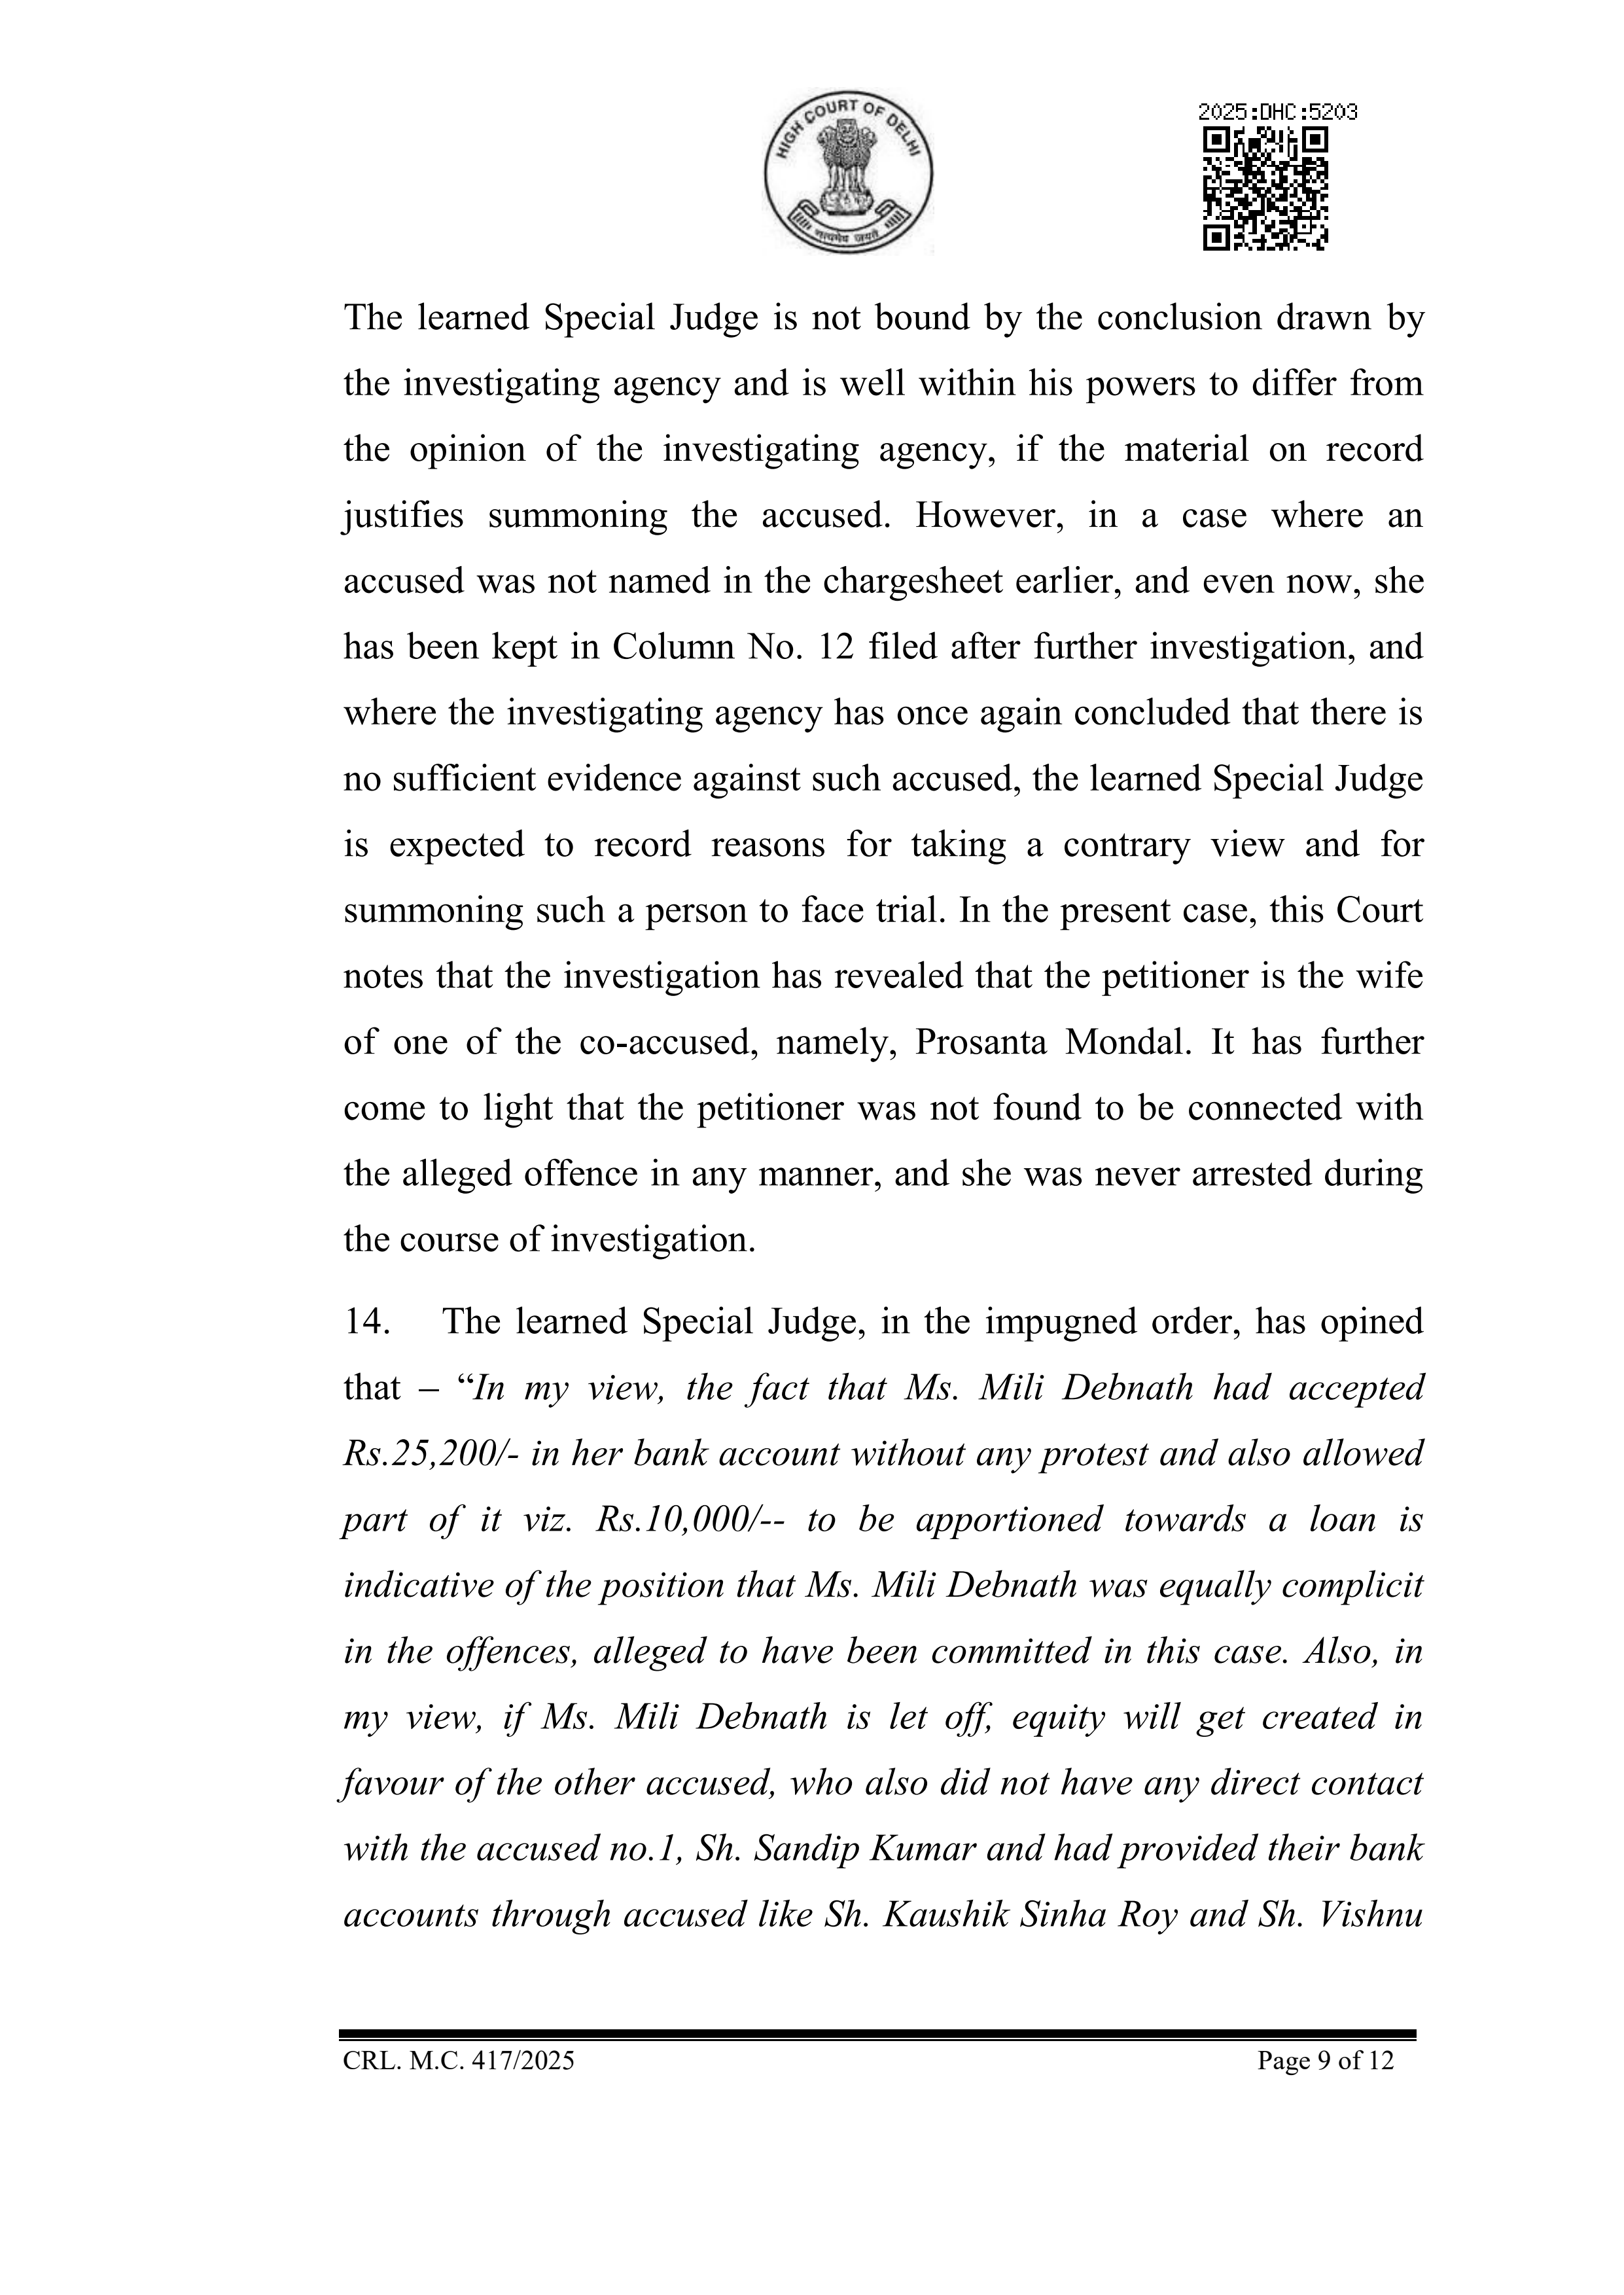 HIGH COURT OF DELHI
सत्यमेव जयते
2025:DHC:5203
The learned Special Judge is not bound by the conclusion drawn by
the investigating agency and is well within his powers to differ from
the opinion of the investigating agency, if the material on record
justifies summoning the accused. However, in a case where an
accused was not named in the chargesheet earlier, and even now, she
has been kept in Column No. 12 filed after further investigation, and
where the investigating agency has once again concluded that there is
no sufficient evidence against such accused, the learned Special Judge
is expected to record reasons for taking a contrary view and for
summoning such a person to face trial. In the present case, this Court
notes that the investigation has revealed that the petitioner is the wife
of one of the co-accused, namely, Prosanta Mondal. It has further
come to light that the petitioner was not found to be connected with
the alleged offence in any manner, and she was never arrested during
the course of investigation.
14. The learned Special Judge, in the impugned order, has opined
that – “In my view, the fact that Ms. Mili Debnath had accepted
Rs.25,200/- in her bank account without any protest and also allowed
part of it viz. Rs.10,000/-- to be apportioned towards a loan is
indicative of the position that Ms. Mili Debnath was equally complicit
in the offences, alleged to have been committed in this case. Also, in
my view, if Ms. Mili Debnath is let off, equity will get created in
favour of the other accused, who also did not have any direct contact
with the accused no.1, Sh. Sandip Kumar and had provided their bank
accounts through accused like Sh. Kaushik Sinha Roy and Sh. Vishnu
CRL. M.C. 417/2025 Page 9 of 12